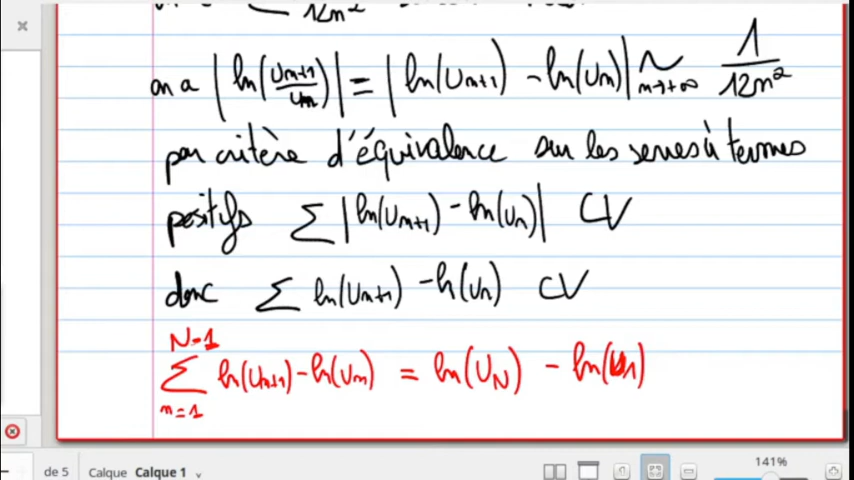 12n²
on a |ln(Un+1/Un)| = |ln(Un+1) - ln(Un)| ~ n→+∞ 1/12n²
par critère d'équivalence sur les series à termes
positifs ∑ |ln(Un+1) - ln(Un)| CV
donc ∑ ln(Un+1) - ln(Un) CV
N-1
∑ ln(Un+1) - ln(Un) = ln(UN) - ln(U1)
n=1
de 5 Calque Calque 1 141%